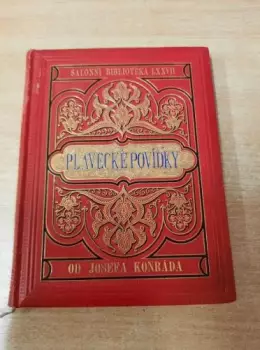 SALONNÍ BIBLIOTÉKA LXXVII
PLAVECKÉ POVÍDKY
OD JOSEFA KONRÁDA